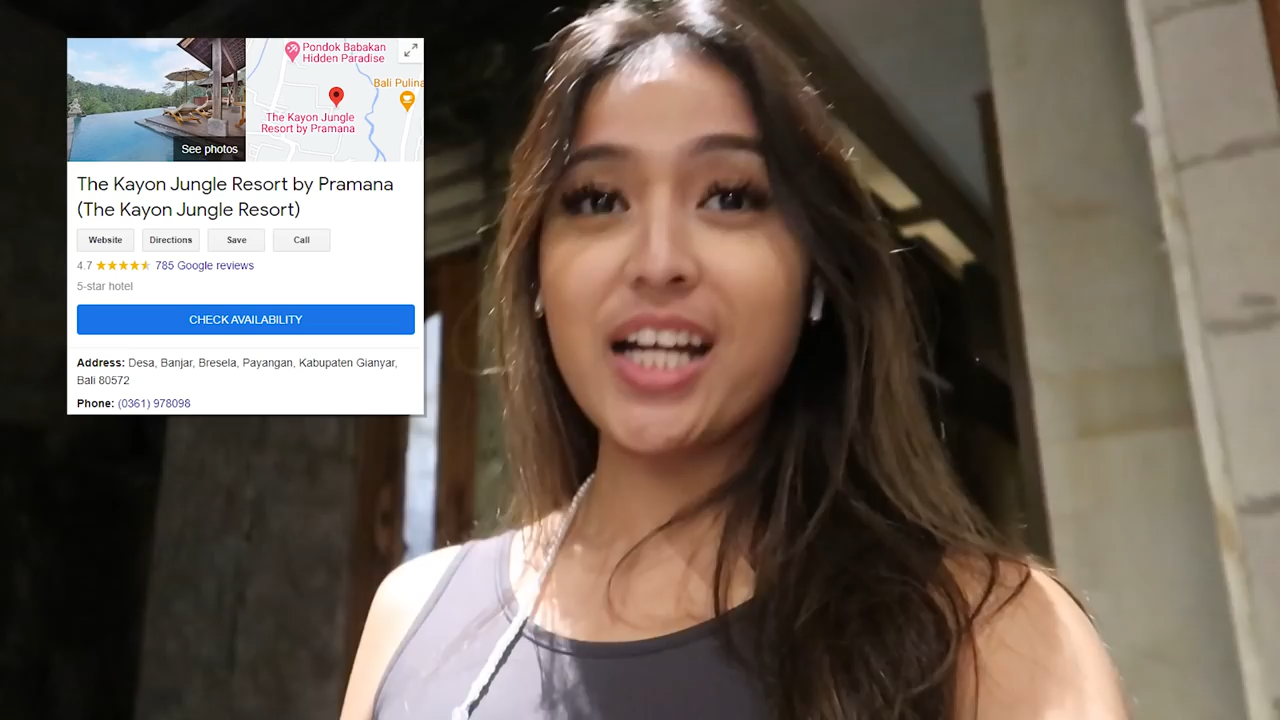 Pondok Babakan
Hidden Paradise
Bali Pulina
The Kayon Jungle
Resort by Pramana
See photos
The Kayon Jungle Resort by Pramana
(The Kayon Jungle Resort)
Website Directions Save Call
4.7 785 Google reviews
5-star hotel
CHECK AVAILABILITY
Address: Desa, Banjar, Bresela, Payangan, Kabupaten Gianyar,
Bali 80572
Phone: (0361) 978098